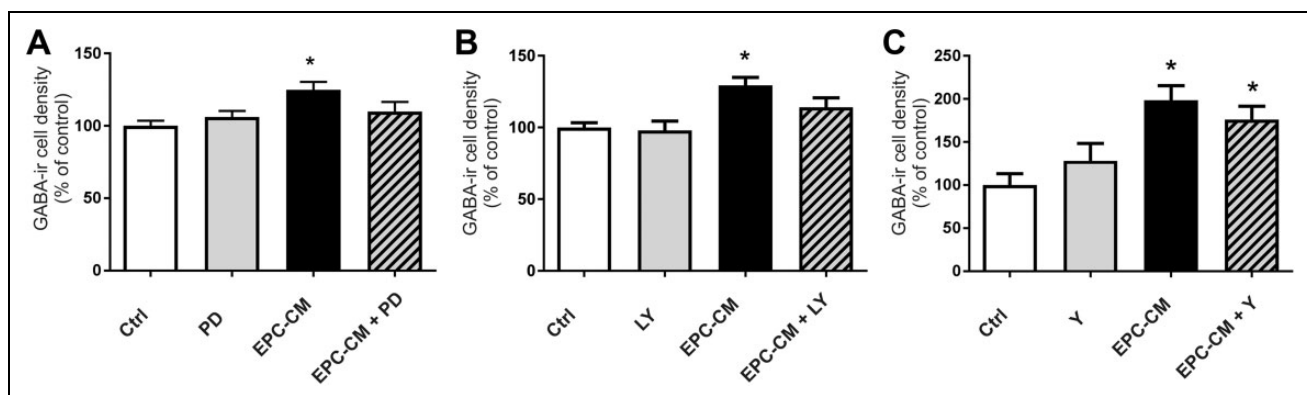 A
GABA-ir cell density
(% of control)
150
100
50
0
*
Ctrl
PD
EPC-CM
EPC-CM + PD
B
GABA-ir cell density
(% of control)
150
100
50
0
*
Ctrl
LY
EPC-CM
EPC-CM + LY
C
GABA-ir cell density
(% of control)
250
200
150
100
50
0
*
*
Ctrl
Y
EPC-CM
EPC-CM + Y